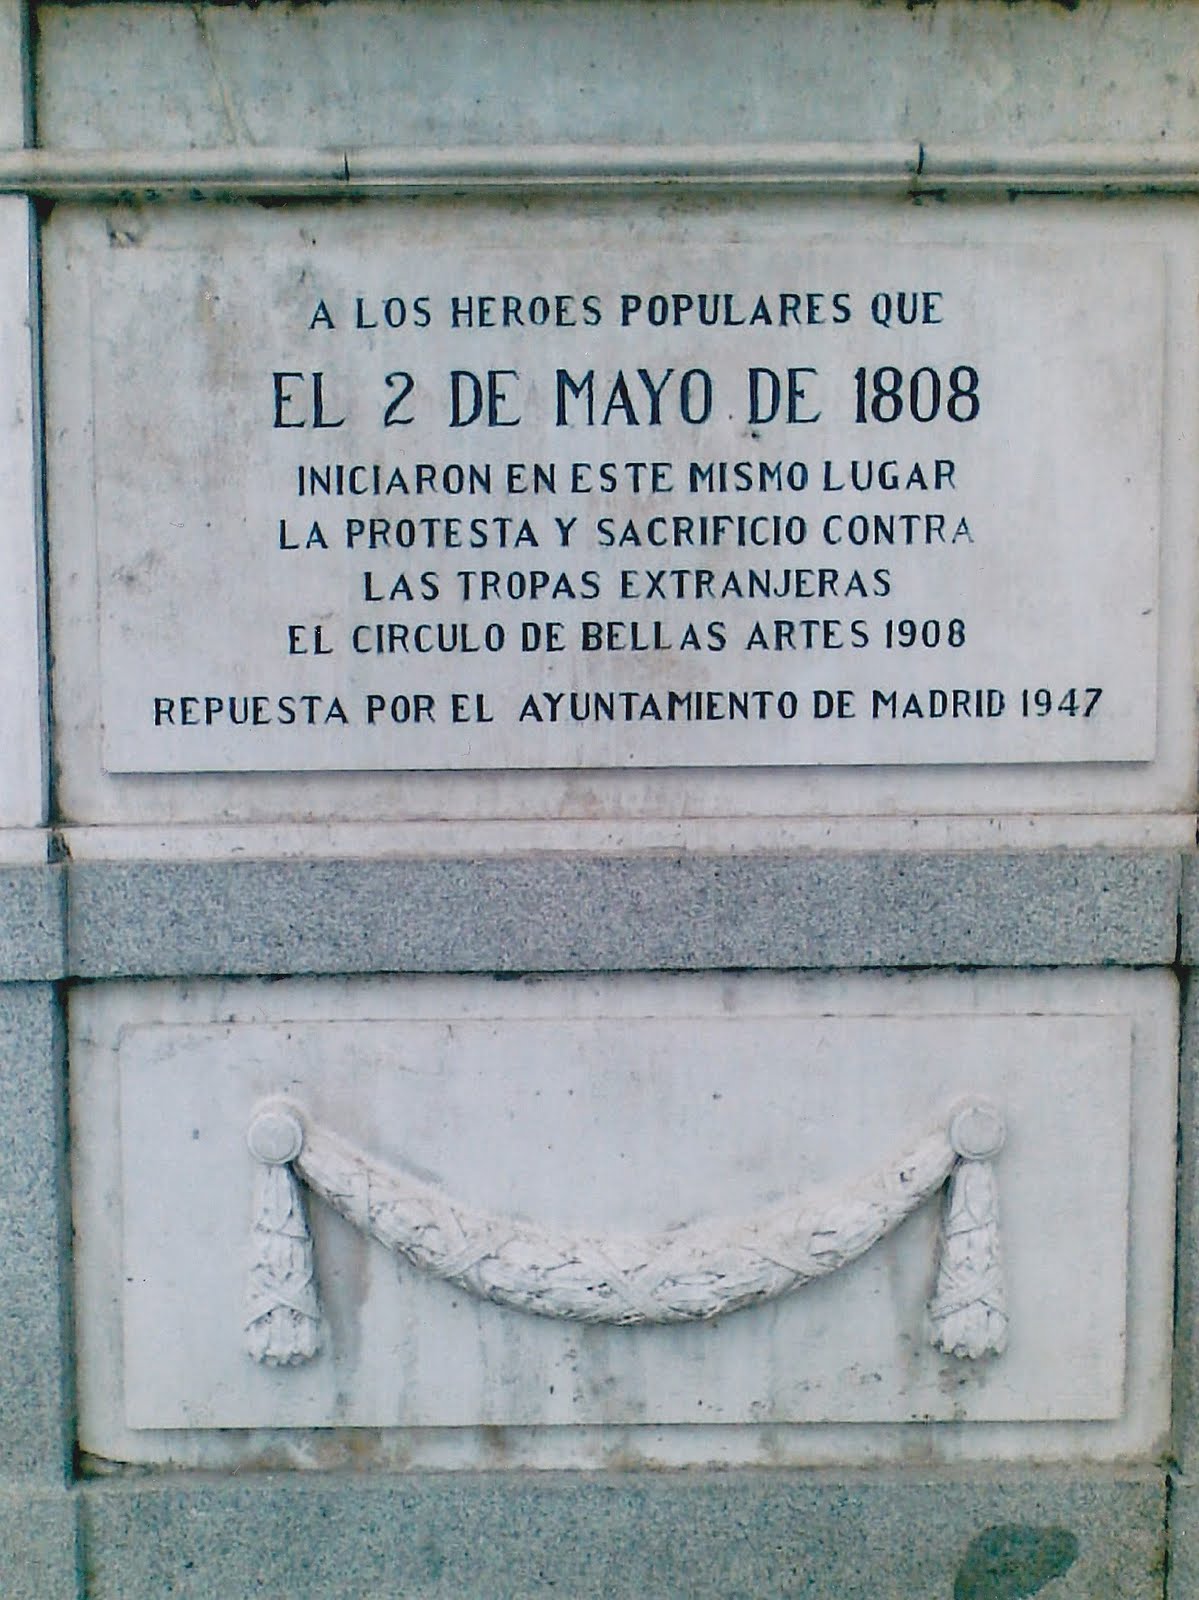 A LOS HEROES POPULARES QUE
EL 2 DE MAYO DE 1808
INICIARON EN ESTE MISMO LUGAR
LA PROTESTA Y SACRIFICIO CONTRA
LAS TROPAS EXTRANJERAS
EL CIRCULO DE BELLAS ARTES 1908
REPUESTA POR EL AYUNTAMIENTO DE MADRID 1947